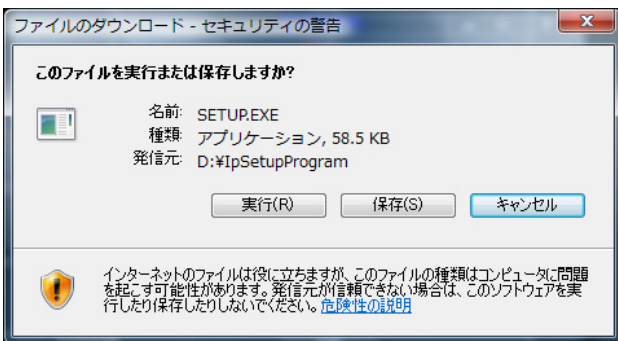 ファイルのダウンロード - セキュリティの警告
このファイルを実行または保存しますか?
名前: SETUP.EXE
種類: アプリケーション, 58.5 KB
発信元: D:¥IpSetupProgram
実行(R) 保存(S) キャンセル
インターネットのファイルは役に立ちますが、このファイルの種類はコンピュータに問題
を起こす可能性があります。発信元が信頼できない場合は、このソフトウェアを実
行したり保存したりしないでください。危険性の説明